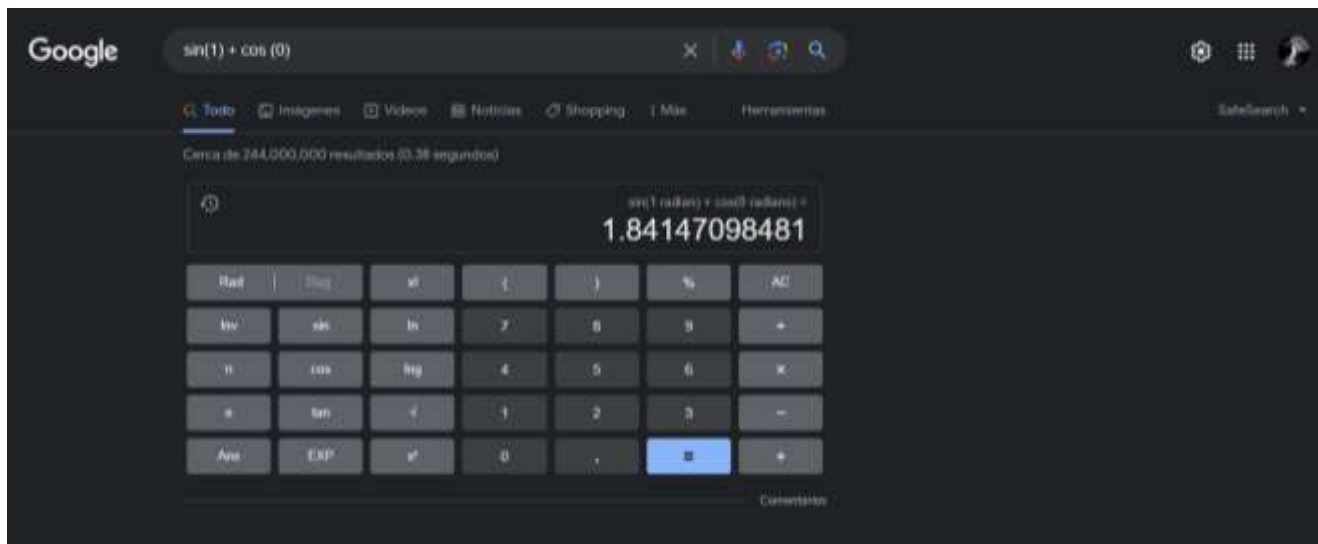 Google
sin(1) + cos (0)
Todo Imágenes Videos Noticias Shopping Más Herramientas
SafeSearch
Cerca de 244,000,000 resultados (0.38 segundos)
sin(1 radian) + cos(0 radians) =
1.84147098481
Rad Deg x! ( ) % AC
Inv sin ln 7 8 9 ÷
π cos log 4 5 6 ×
e tan √ 1 2 3 −
Ans EXP 0 . = +
Comentarios